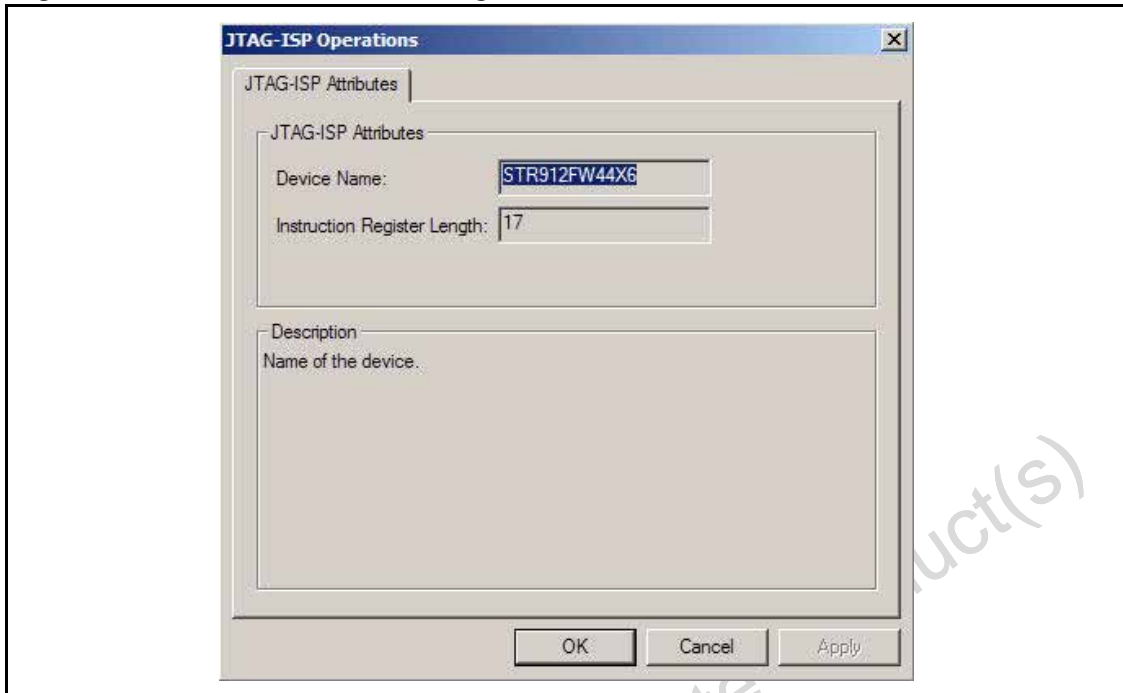 JTAG-ISP Operations
JTAG-ISP Attributes
JTAG-ISP Attributes
Device Name: STR912FW44X6
Instruction Register Length: 17
Description
Name of the device.
OK Cancel Apply